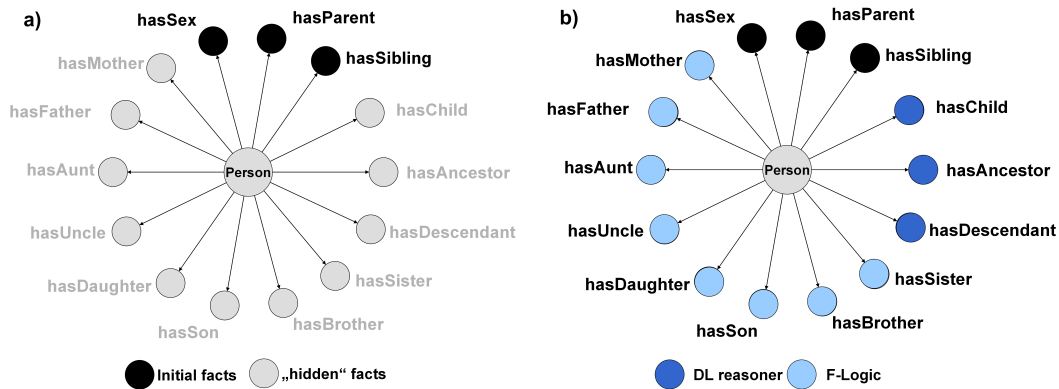 a)
hasSex
hasParent
hasSibling
hasMother
hasFather
hasChild
hasAunt
Person
hasAncestor
hasUncle
hasDescendant
hasDaughter
hasSister
hasSon
hasBrother
Initial facts
„hidden“ facts
b)
hasSex
hasParent
hasSibling
hasMother
hasFather
hasChild
hasAunt
Person
hasAncestor
hasUncle
hasDescendant
hasDaughter
hasSister
hasSon
hasBrother
DL reasoner
F-Logic